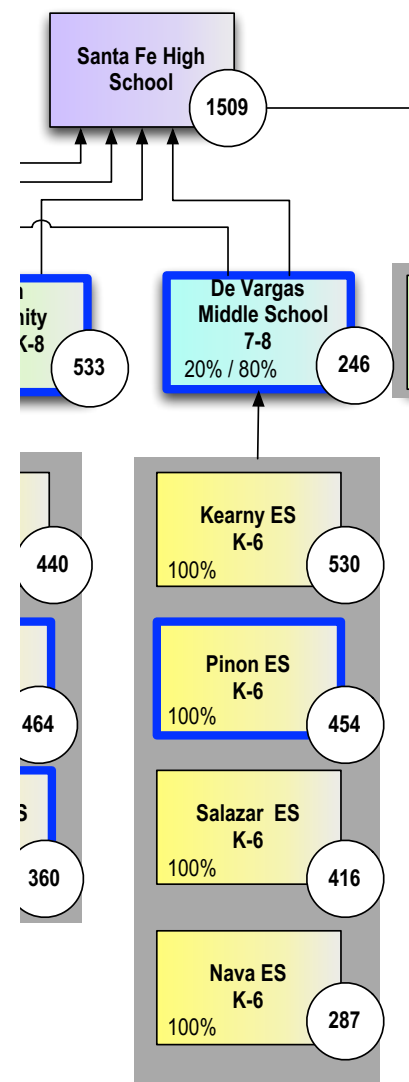 Santa Fe High
School
1509
De Vargas
Middle School
7-8
20% / 80%
246
K-8
533
440
464
360
Kearny ES
K-6
100%
530
Pinon ES
K-6
100%
454
Salazar ES
K-6
100%
416
Nava ES
K-6
100%
287